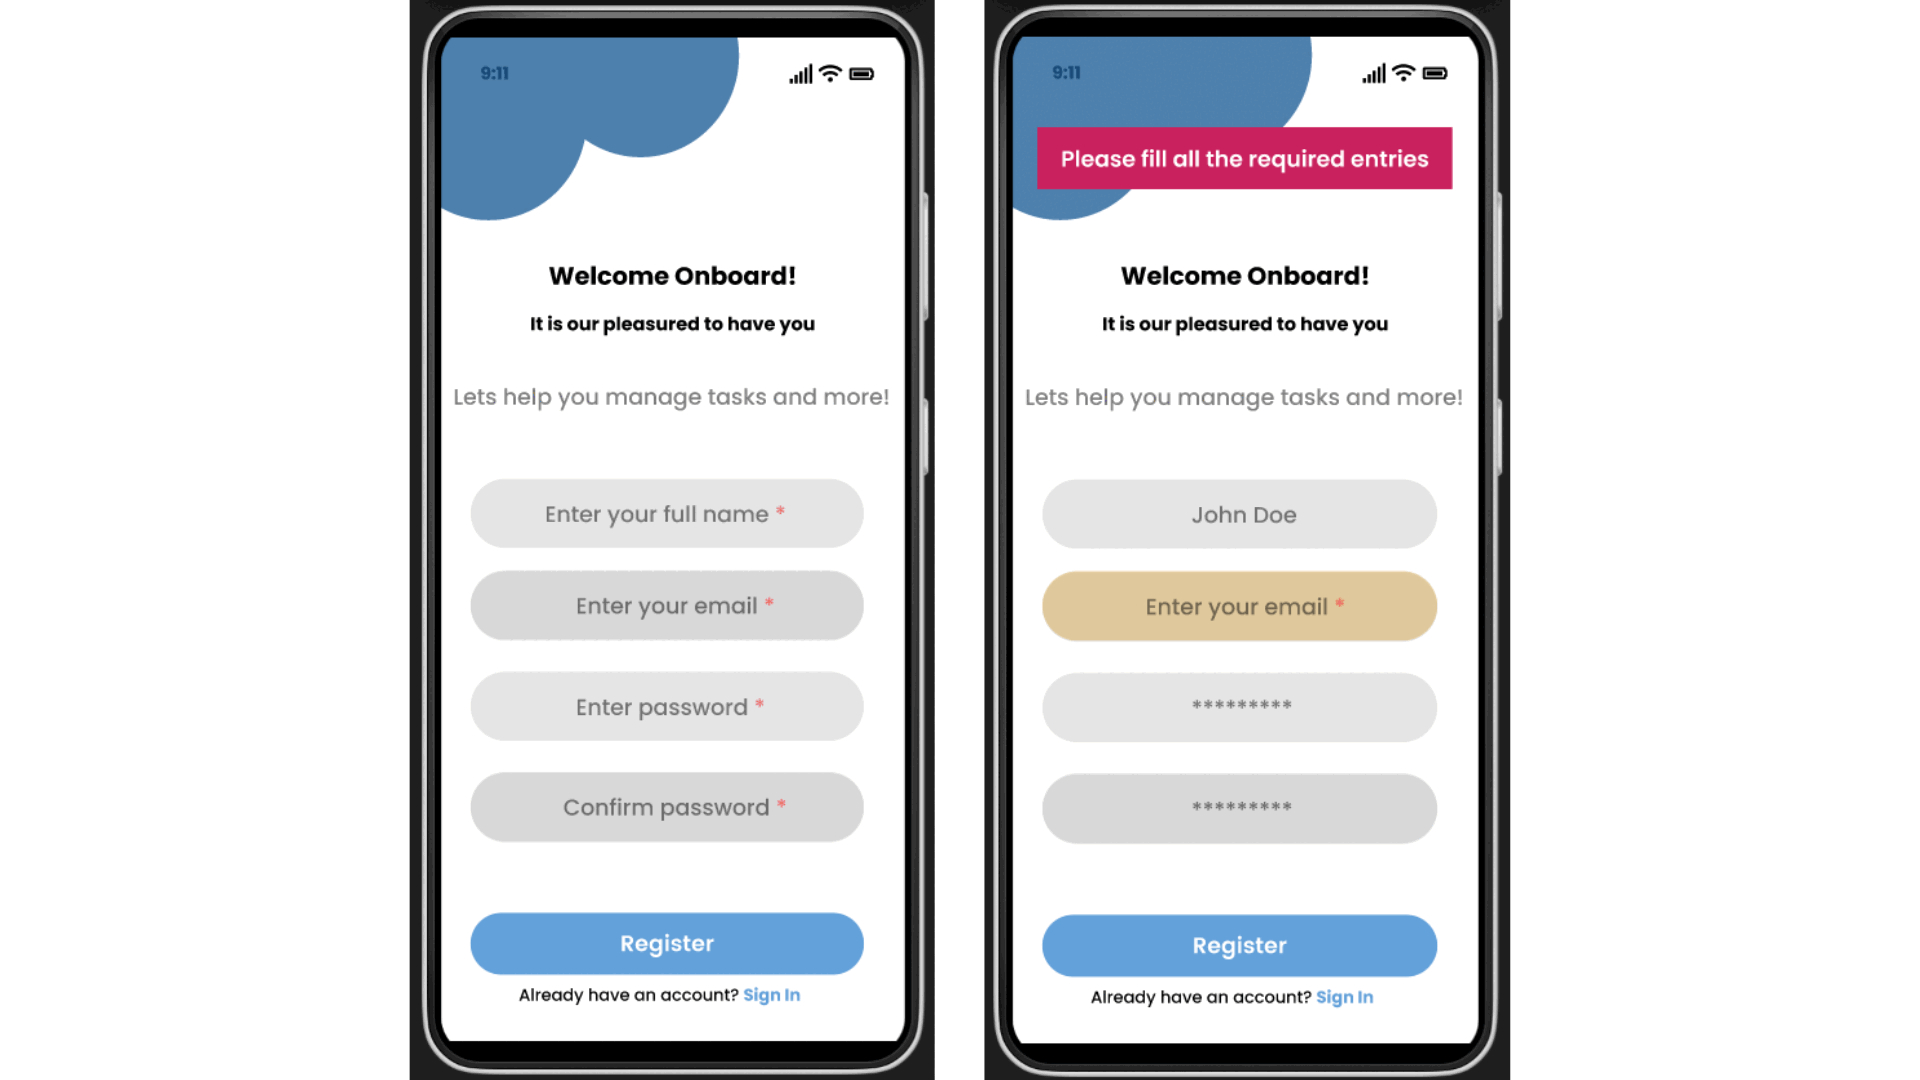 9:11
Welcome Onboard!
It is our pleasured to have you
Lets help you manage tasks and more!
Enter your full name *
Enter your email *
Enter password *
Confirm password *
Register
Already have an account? Sign In
9:11
Please fill all the required entries
Welcome Onboard!
It is our pleasured to have you
Lets help you manage tasks and more!
John Doe
Enter your email *
*********
*********
Register
Already have an account? Sign In